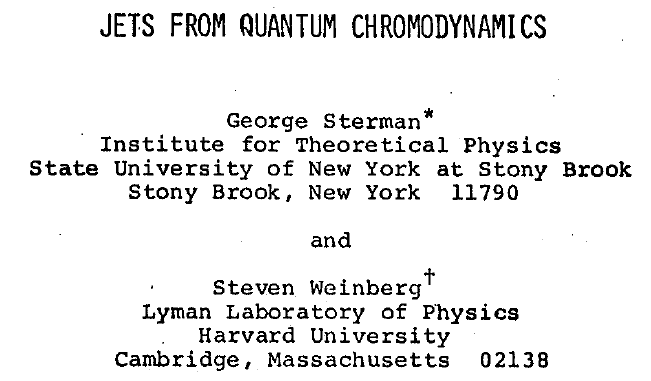 JETS FROM QUANTUM CHROMODYNAMICS
George Sterman*
Institute for Theoretical Physics
State University of New York at Stony Brook
Stony Brook, New York 11790
and
Steven Weinberg†
Lyman Laboratory of Physics
Harvard University
Cambridge, Massachusetts 02138